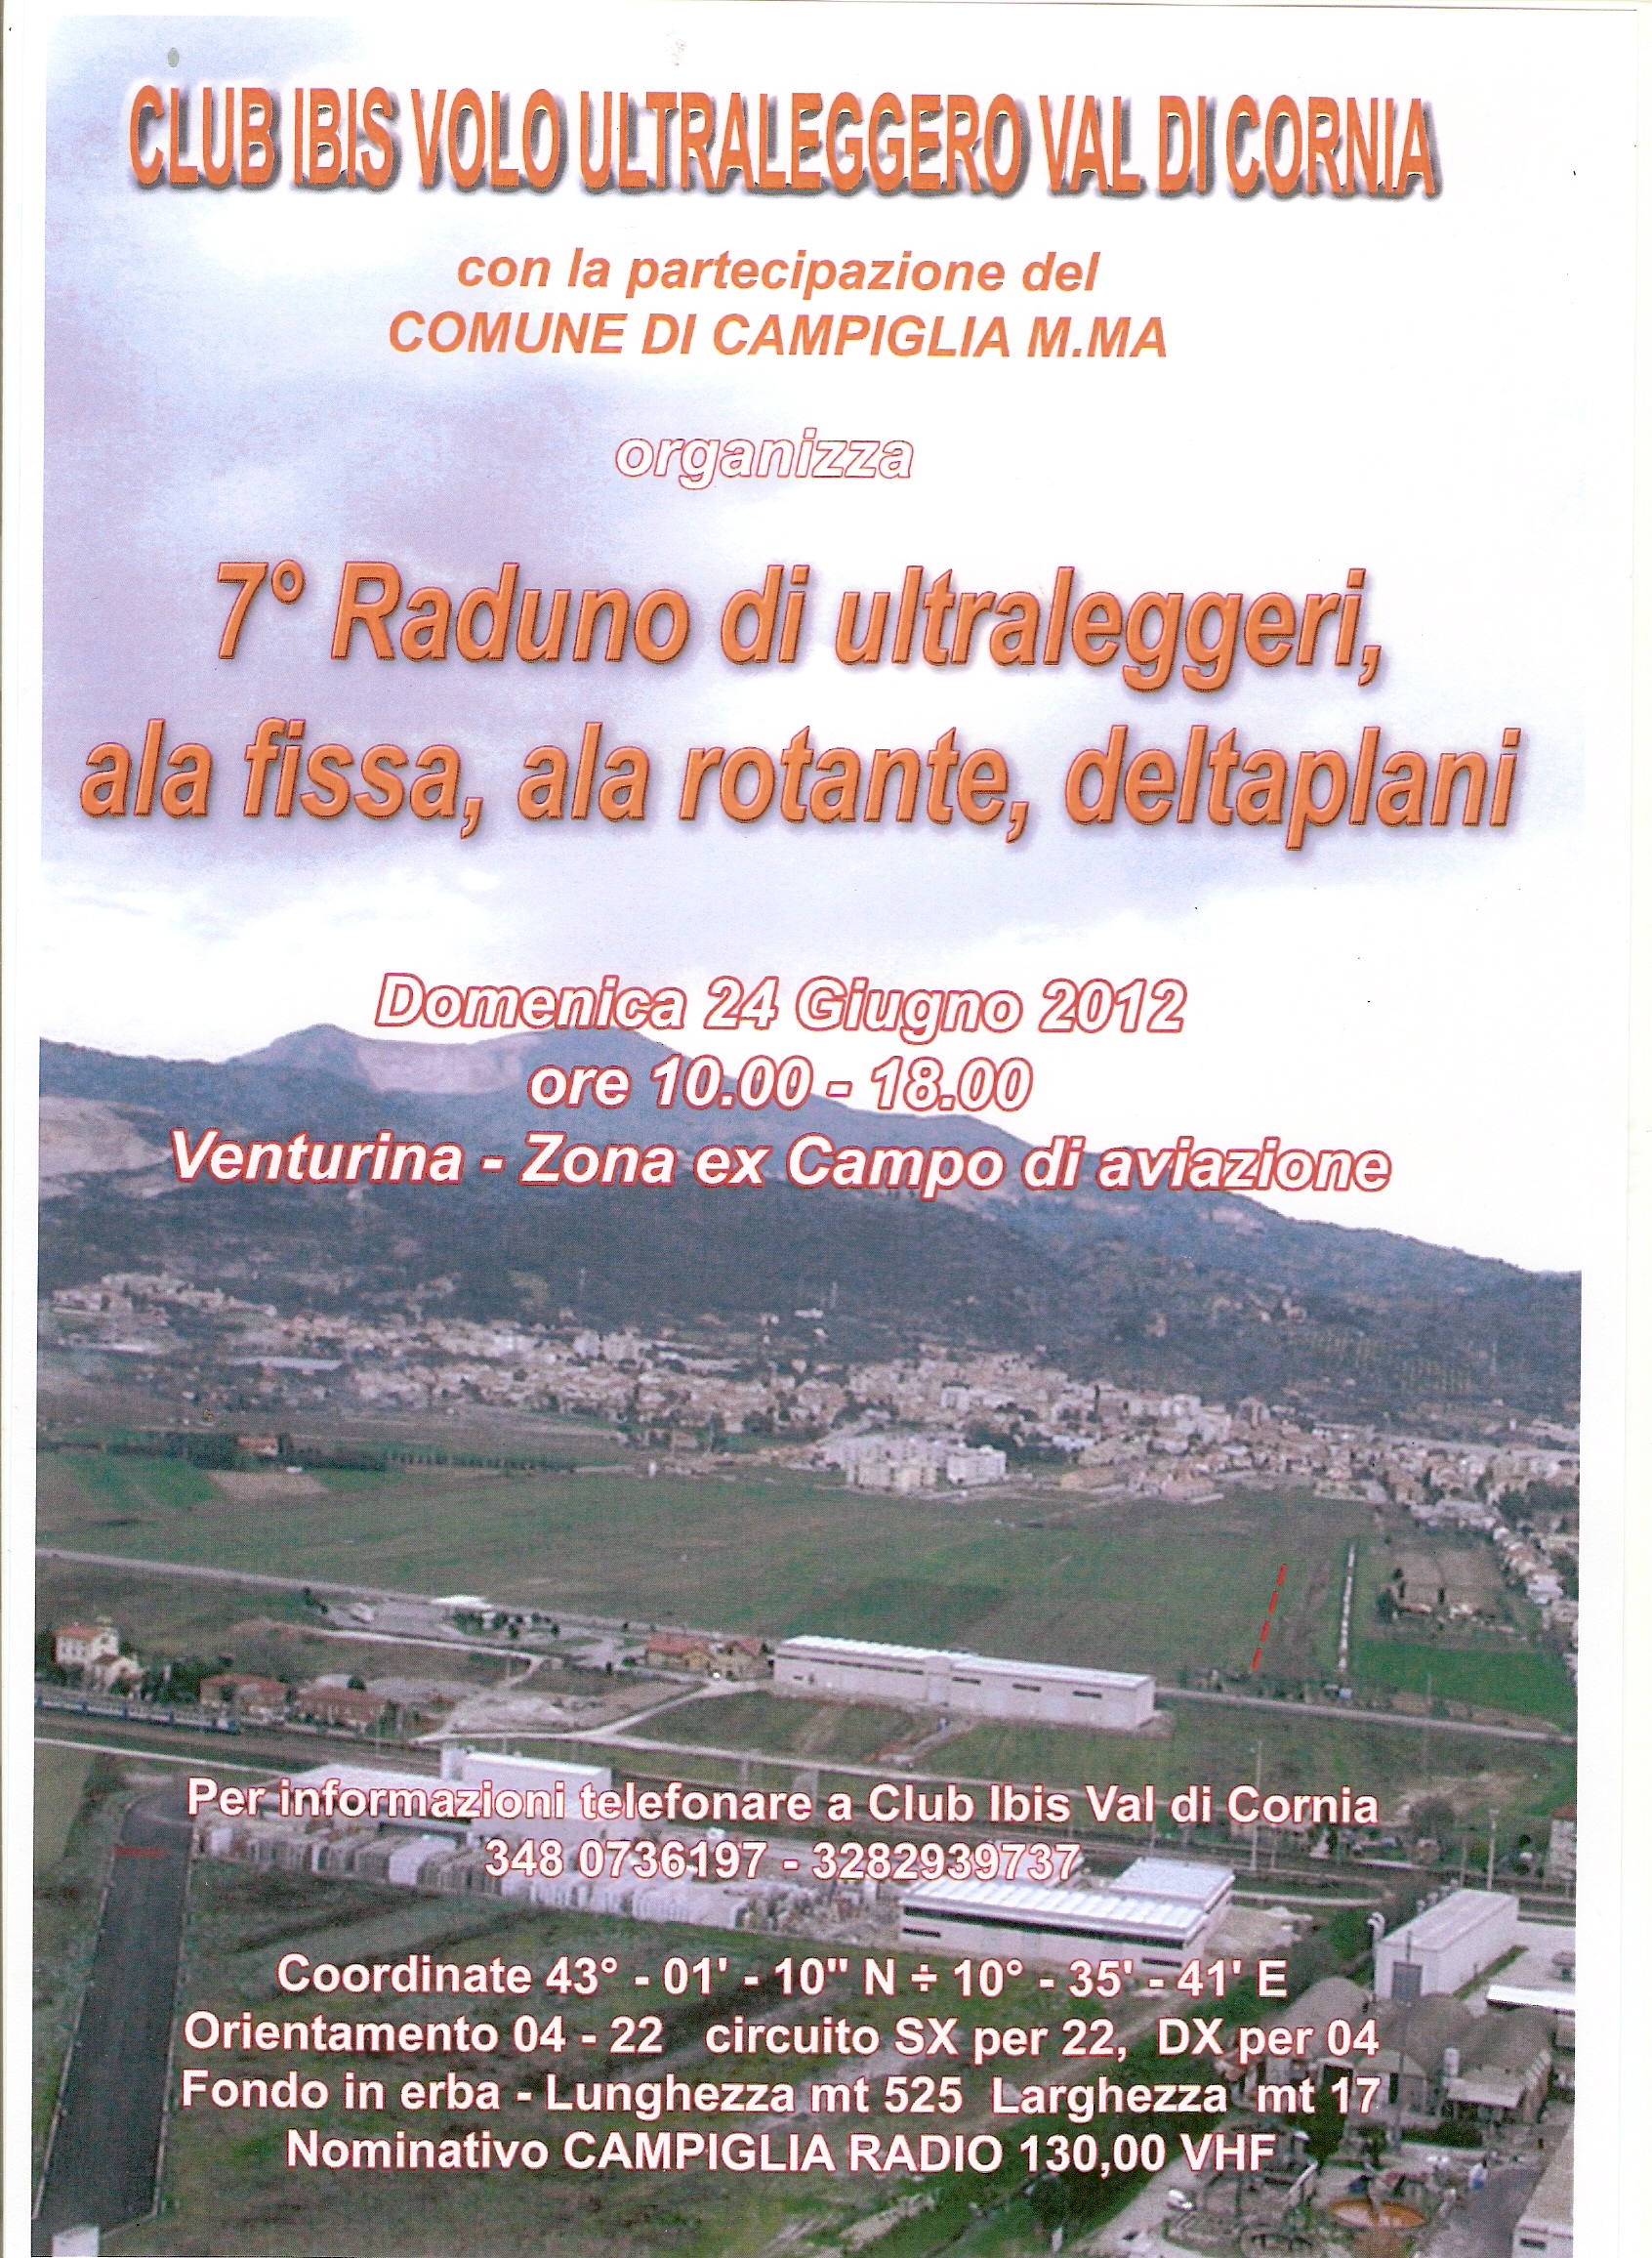 CLUB IBIS VOLO ULTRALEGGERO VAL DI CORNIA
con la partecipazione del
COMUNE DI CAMPIGLIA M.MA
organizza
7° Raduno di ultraleggeri,
ala fissa, ala rotante, deltaplani
Domenica 24 Giugno 2012
ore 10.00 - 18.00
Venturina - Zona ex Campo di aviazione
Per informazioni telefonare a Club Ibis Val di Cornia
348 0736197 - 3282939737
Coordinate 43° - 01' - 10" N ÷ 10° - 35' - 41' E
Orientamento 04 - 22 circuito SX per 22, DX per 04
Fondo in erba - Lunghezza mt 525 Larghezza mt 17
Nominativo CAMPIGLIA RADIO 130,00 VHF